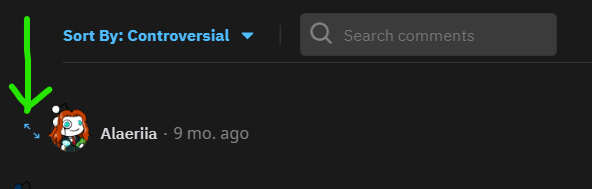 Sort By: Controversial
Search comments
Alaeriia · 9 mo. ago